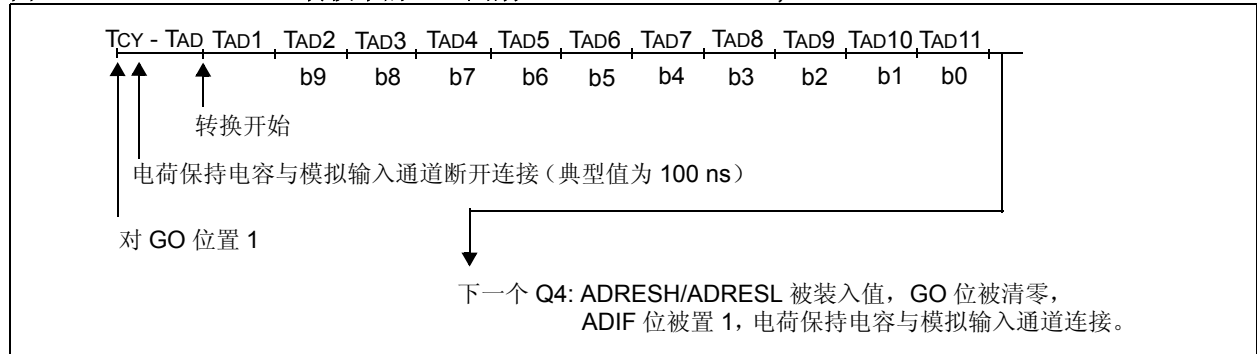 TCY - TAD TAD1 TAD2 TAD3 TAD4 TAD5 TAD6 TAD7 TAD8 TAD9 TAD10 TAD11
b9 b8 b7 b6 b5 b4 b3 b2 b1 b0
转换开始
电荷保持电容与模拟输入通道断开连接（典型值为 100 ns）
对 GO 位置 1
下一个 Q4: ADRESH/ADRESL 被装入值，GO 位被清零，
ADIF 位被置 1，电荷保持电容与模拟输入通道连接。